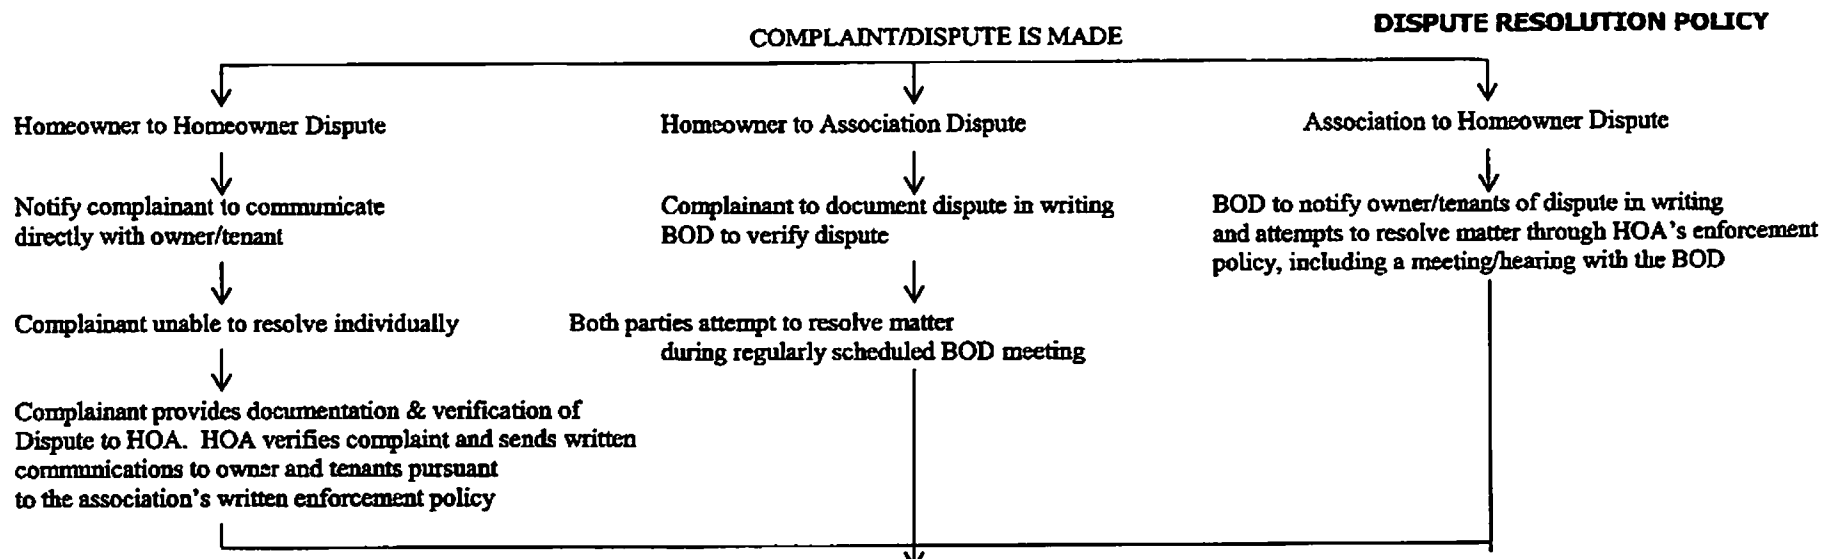 DISPUTE RESOLUTION POLICY
COMPLAINT/DISPUTE IS MADE
Homeowner to Homeowner Dispute
Notify complainant to communicate
directly with owner/tenant
Complainant unable to resolve individually
Complainant provides documentation & verification of
Dispute to HOA. HOA verifies complaint and sends written
communications to owner and tenants pursuant
to the association's written enforcement policy
Homeowner to Association Dispute
Complainant to document dispute in writing
BOD to verify dispute
Both parties attempt to resolve matter
during regularly scheduled BOD meeting
Association to Homeowner Dispute
BOD to notify owner/tenants of dispute in writing
and attempts to resolve matter through HOA's enforcement
policy, including a meeting/hearing with the BOD